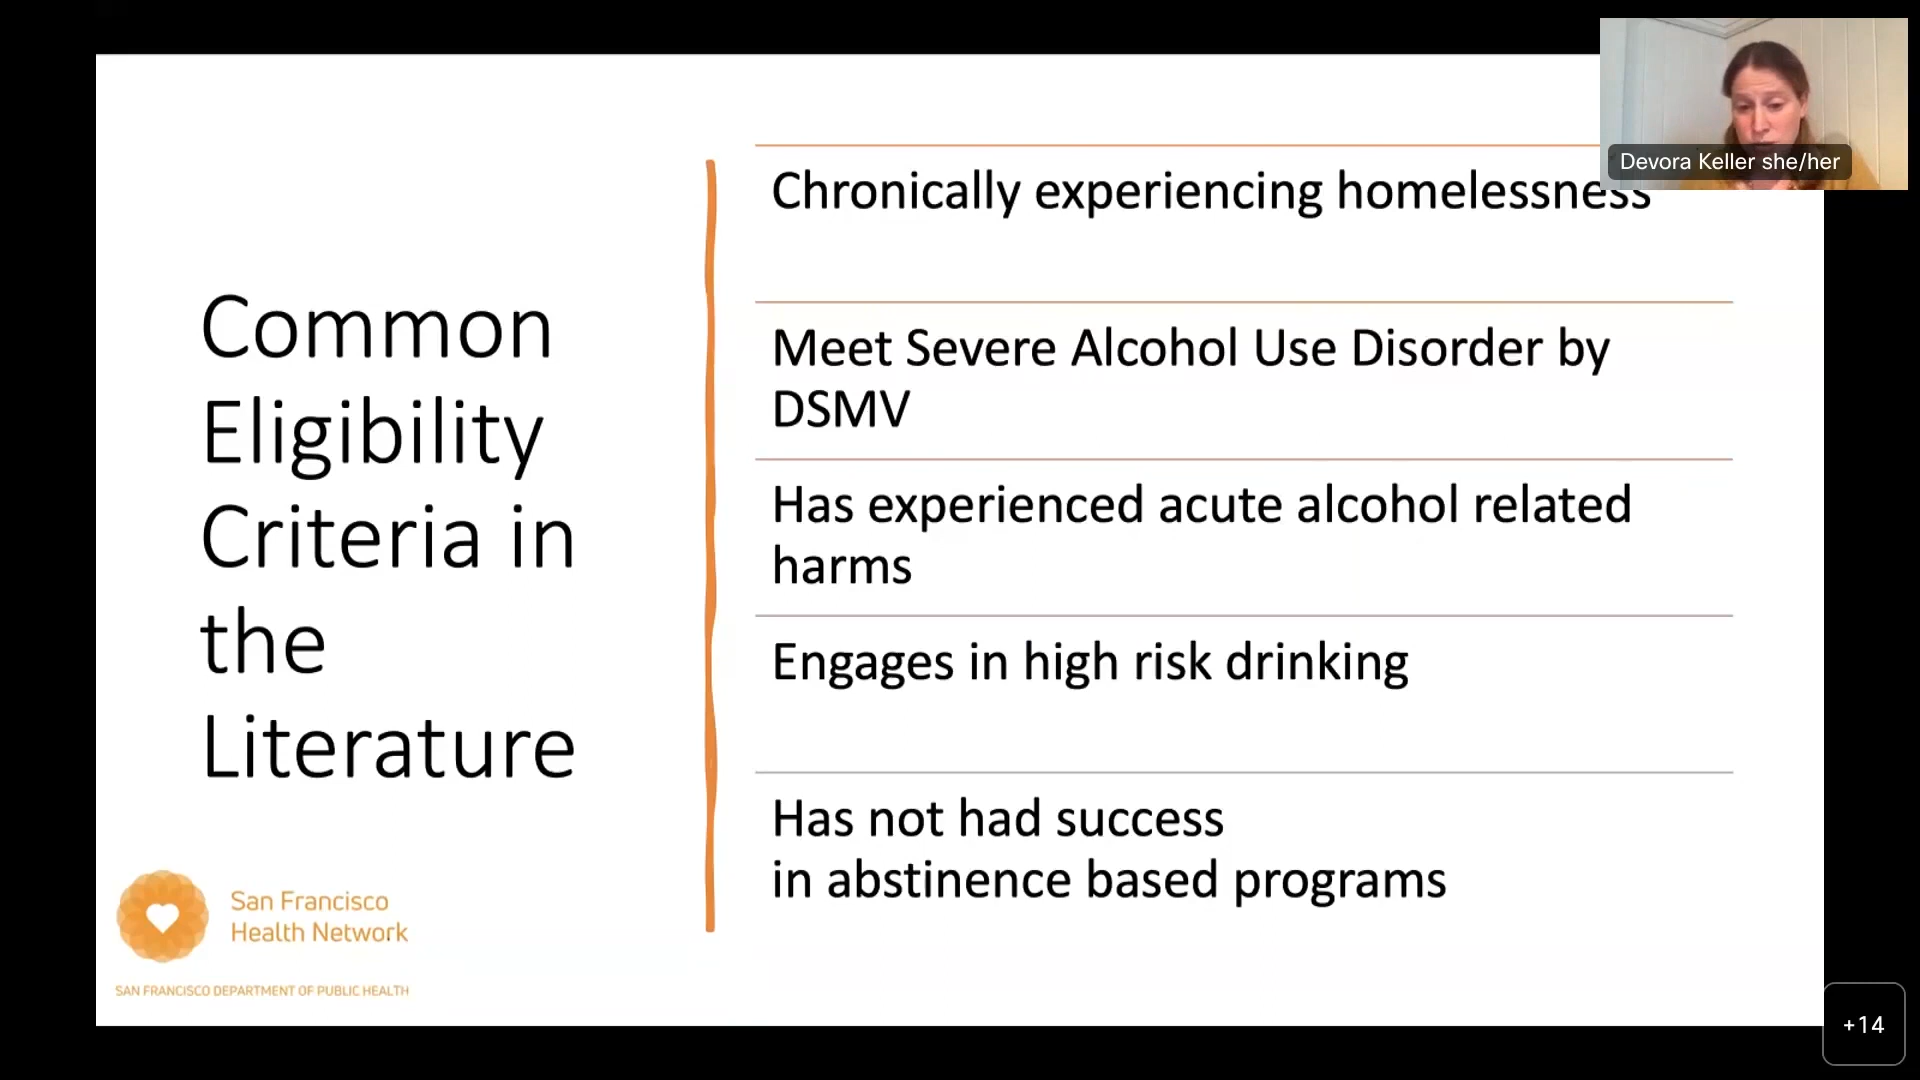 Common
Eligibility
Criteria in
the
Literature
Chronically experiencing homelessness
Meet Severe Alcohol Use Disorder by
DSMV
Has experienced acute alcohol related
harms
Engages in high risk drinking
Has not had success
in abstinence based programs
San Francisco
Health Network
SAN FRANCISCO DEPARTMENT OF PUBLIC HEALTH
Devora Keller she/her
+14